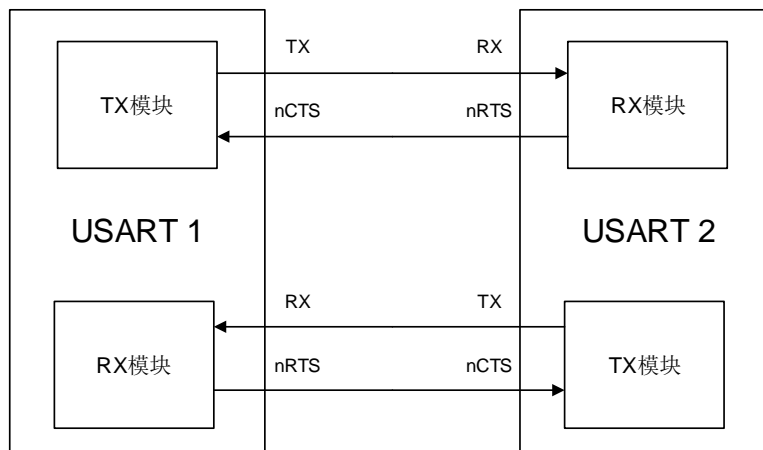 TX RX
TX模块 RX模块
nCTS nRTS
USART 1 USART 2
RX TX
RX模块 TX模块
nRTS nCTS